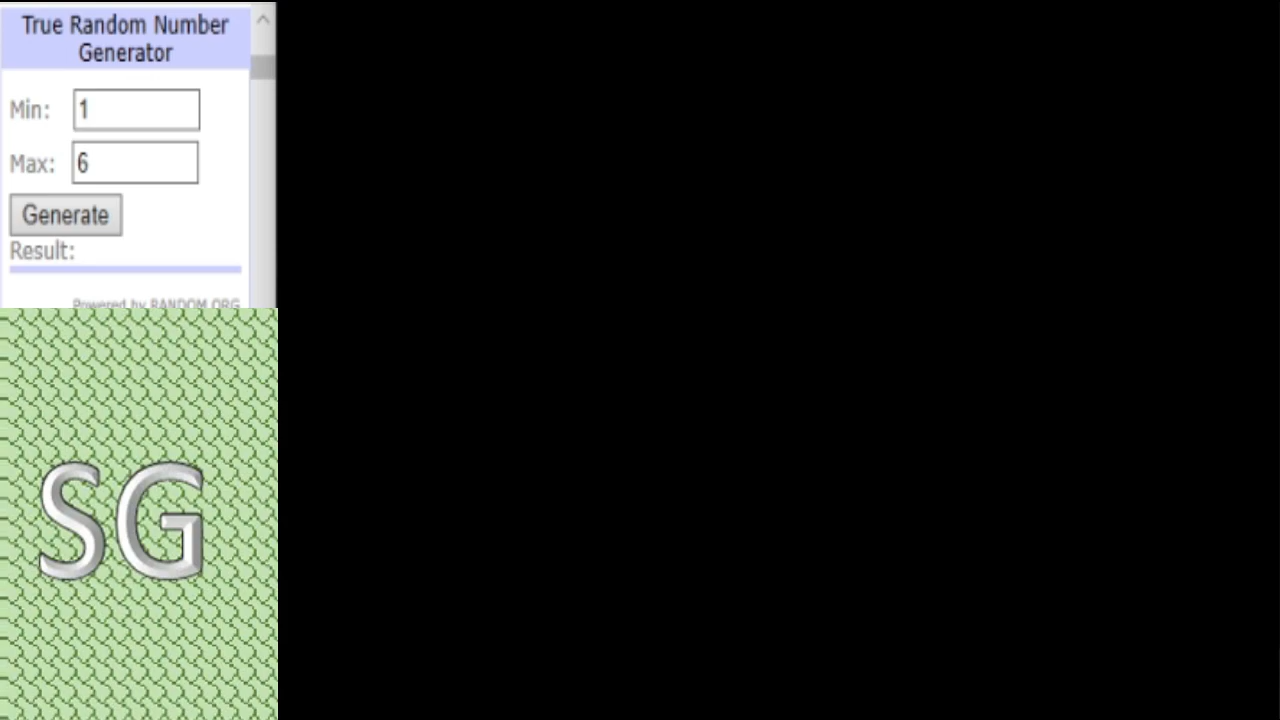 True Random Number
Generator
Min: 1
Max: 6
Generate
Result:
Powered by RANDOM.ORG
SG